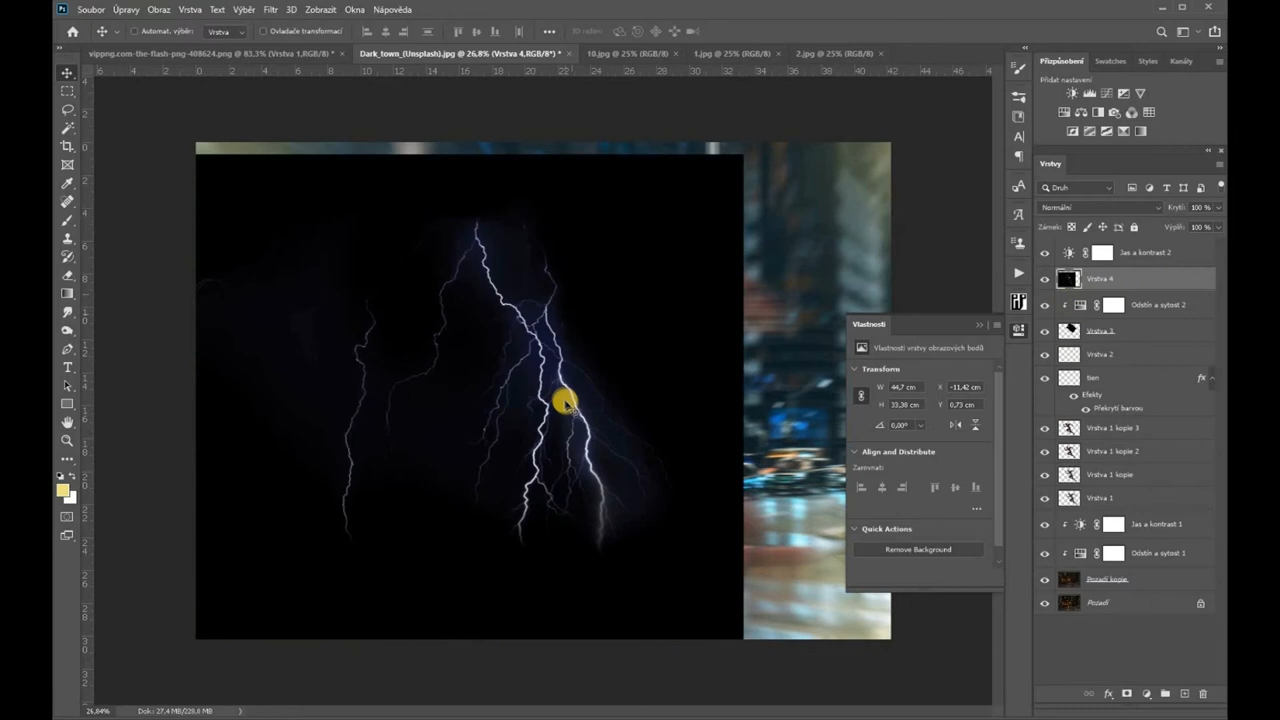 Soubor Úpravy Obraz Vrstva Text Výběr Filtr 3D Zobrazit Okna Nápověda
Automat. výběr: Vrstva Ovladače transformací 3D režim:
vippng.com-the-flash-png-408624.png @ 83,3% (Vrstva 1,RGB/8) * Dark_town_(Unsplash).jpg @ 26,8% (Vrstva 4,RGB/8*) * 10.jpg @ 25% (RGB/8) 1.jpg @ 25% (RGB/8) 2.jpg @ 25% (RGB/8)
Přizpůsobení Swatches Styles Kanály
Přidat nastavení
Vrstvy
Druh
Normální Krytí: 100 %
Zámek: Výplň: 100 %
Jas a kontrast 2
Vrstva 4
Odstín a sytost 2
Vrstva 3
Vrstva 2
tien fx
Efekty
Překrytí barvou
Vrstva 1 kopie 3
Vrstva 1 kopie 2
Vrstva 1 kopie
Vrstva 1
Jas a kontrast 1
Odstín a sytost 1
Pozadí kopie
Pozadí
Vlastnosti
Vlastnosti vrstvy obrazových bodů
Transform
W 44,7 cm X -11,42 cm
H 33,38 cm Y 0,73 cm
0,00°
Align and Distribute
Zarovnání:
Quick Actions
Remove Background
26,84% Dok: 27,4 MB/228,0 MB